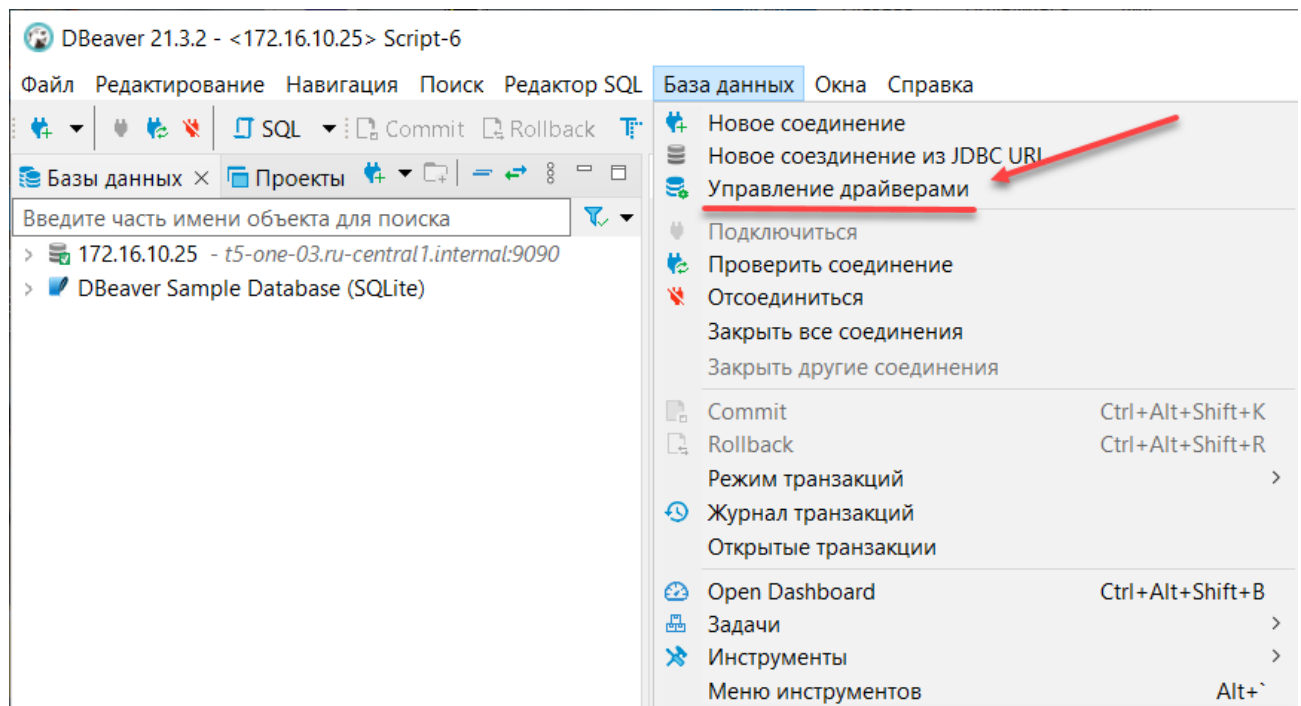 DBeaver 21.3.2 - <172.16.10.25> Script-6
Файл Редактирование Навигация Поиск Редактор SQL База данных Окна Справка
SQL Commit Rollback T
Базы данных Проекты
Введите часть имени объекта для поиска
172.16.10.25 - t5-one-03.ru-central1.internal:9090
DBeaver Sample Database (SQLite)
Новое соединение
Новое соездинение из JDBC URL
Управление драйверами
Подключиться
Проверить соединение
Отсоединиться
Закрыть все соединения
Закрыть другие соединения
Commit Ctrl+Alt+Shift+K
Rollback Ctrl+Alt+Shift+R
Режим транзакций
Журнал транзакций
Открытые транзакции
Open Dashboard Ctrl+Alt+Shift+B
Задачи
Инструменты
Меню инструментов Alt+`